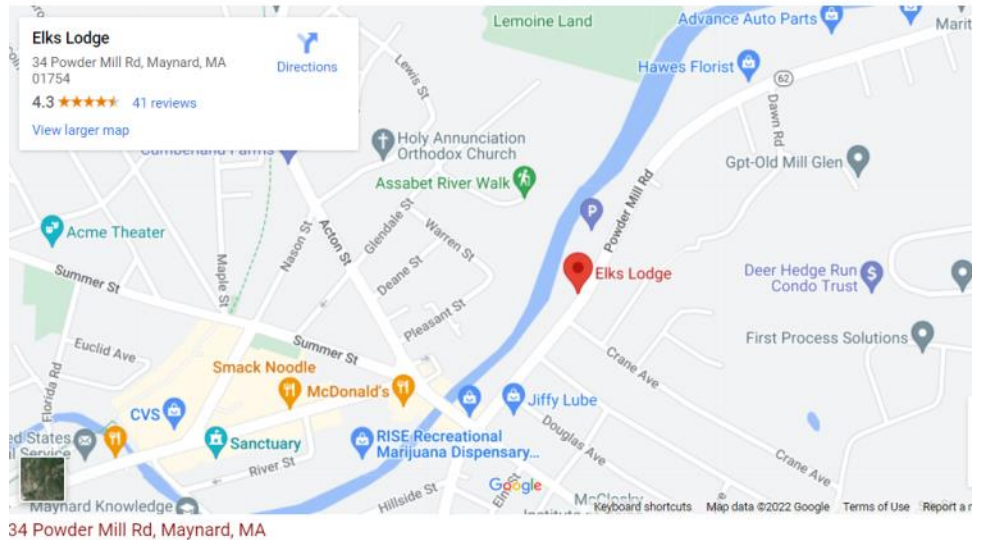 Elks Lodge
34 Powder Mill Rd, Maynard, MA
01754
Directions
4.3
41 reviews
View larger map
Lemoine Land
Advance Auto Parts
Hawes Florist
62
Dawn Rd
Lewis St
Holy Annunciation
Orthodox Church
Gpt-Old Mill Glen
Assabet River Walk
P
Powder Mill Rd
Acme Theater
Nason St
Acton St
Glendale St
Warren St
Maple St
Deane St
Elks Lodge
Deer Hedge Run
Condo Trust
$
Summer St
Pleasant St
First Process Solutions
Euclid Ave
Summer St
Crane Ave
Smack Noodle
McDonald's
Florida Rd
CVS
Jiffy Lube
Sanctuary
RISE Recreational
Marijuana Dispensary...
Douglas Ave
River St
Crane Ave
Hillside St
Google
Maynard Knowledge
Keyboard shortcuts
Map data ©2022 Google
Terms of Use
Report a
34 Powder Mill Rd, Maynard, MA